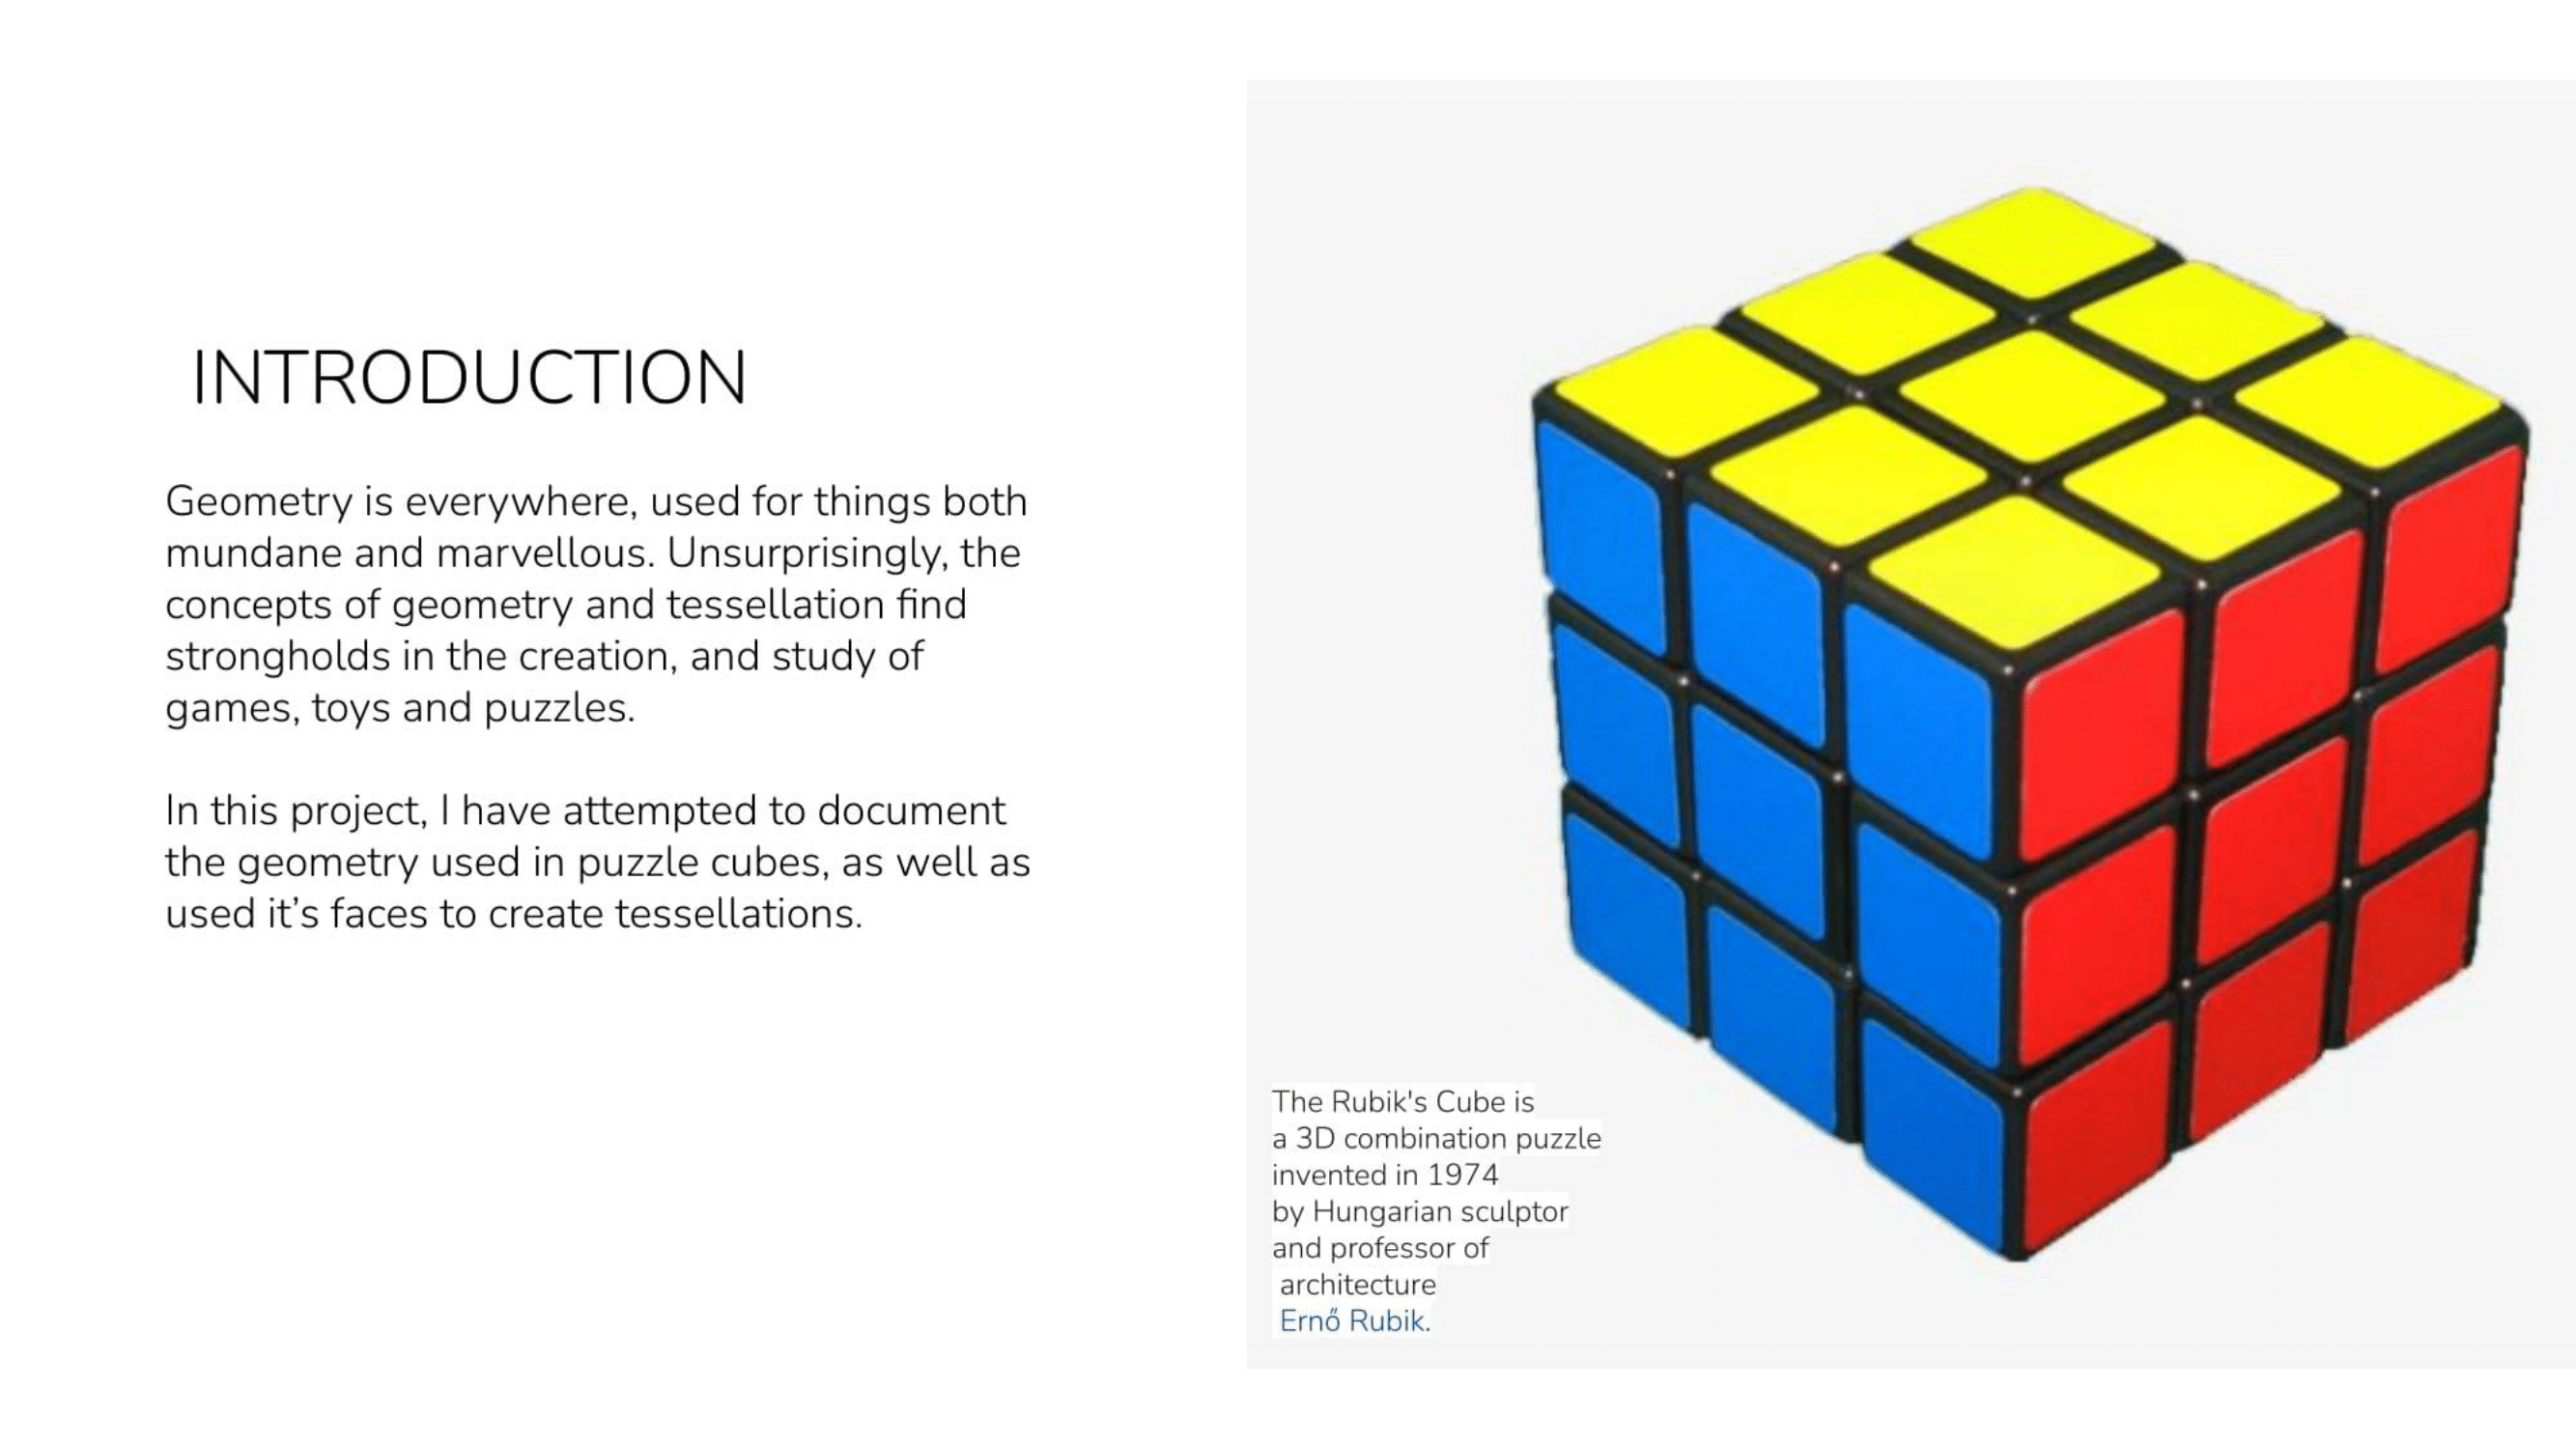 INTRODUCTION
Geometry is everywhere, used for things both
mundane and marvellous. Unsurprisingly, the
concepts of geometry and tessellation find
strongholds in the creation, and study of
games, toys and puzzles.
In this project, I have attempted to document
the geometry used in puzzle cubes, as well as
used it’s faces to create tessellations.
The Rubik's Cube is
a 3D combination puzzle
invented in 1974
by Hungarian sculptor
and professor of
architecture
Ernő Rubik.